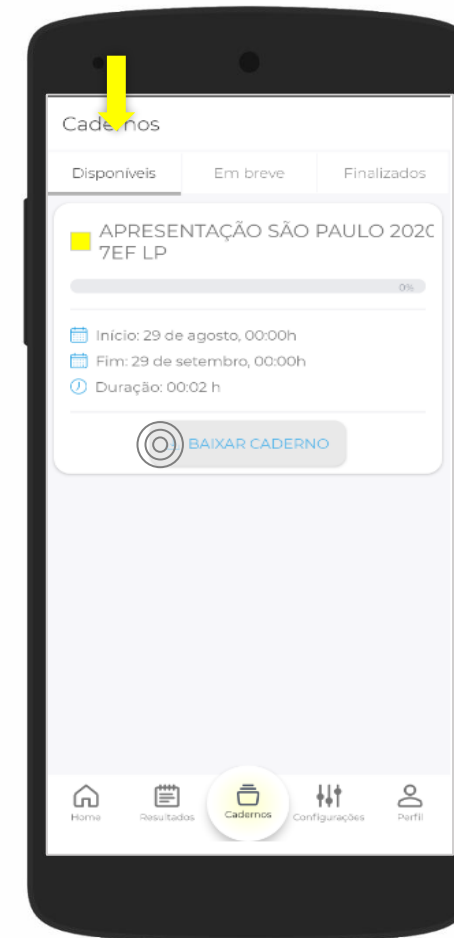 Cadernos
Disponíveis Em breve Finalizados
APRESENTAÇÃO SÃO PAULO 2020
7EF LP
0%
Início: 29 de agosto, 00:00h
Fim: 29 de setembro, 00:00h
Duração: 00:02 h
BAIXAR CADERNO
Home Resultados Cadernos Configurações Perfil